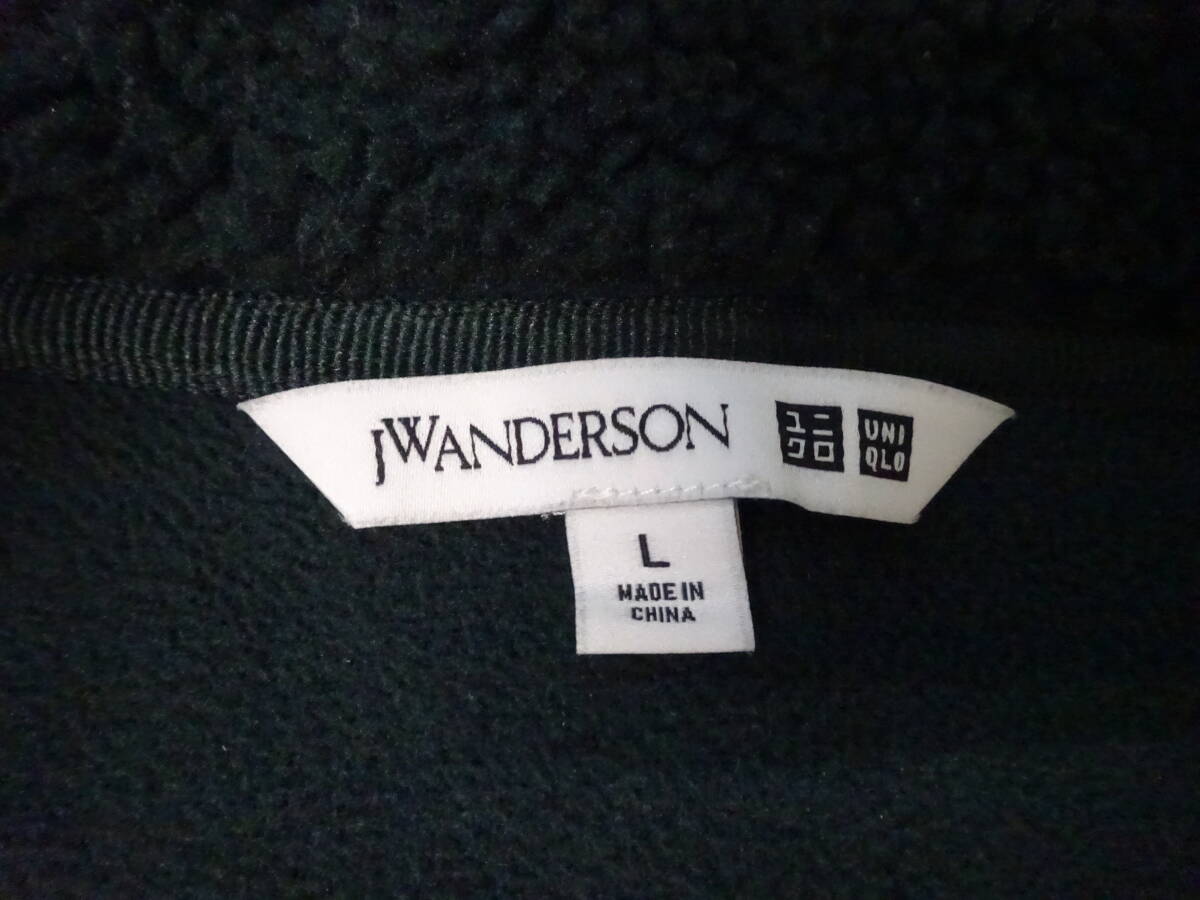 JWANDERSON
ユニ
クロ
UNI
QLO
L
MADE IN
CHINA